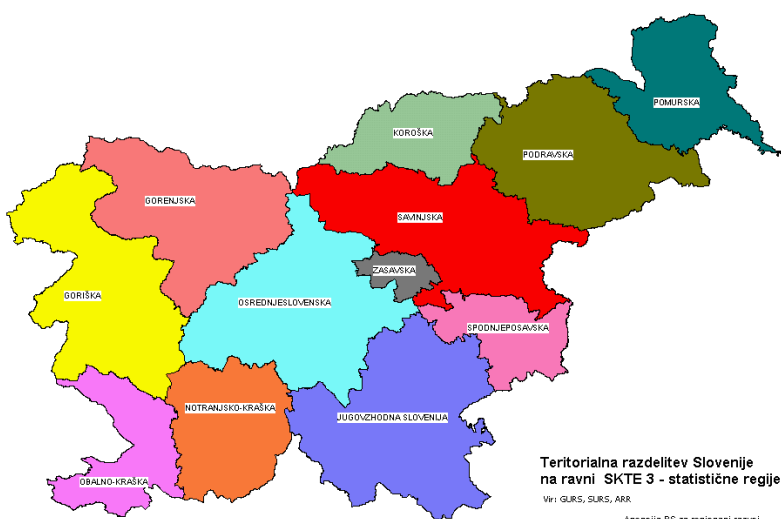 POMURSKA
KOROŠKA
PODRAVSKA
GORENJSKA
SAVINJSKA
ZASAVSKA
GORIŠKA
OSREDNJESLOVENSKA
SPODNJEPOSAVSKA
NOTRANJSKO-KRAŠKA
JUGOVZHODNA SLOVENIJA
OBALNO-KRAŠKA
Teritorialna razdelitev Slovenije
na ravni SKTE 3 - statistične regije
Vir: GURS, SURS, ARR